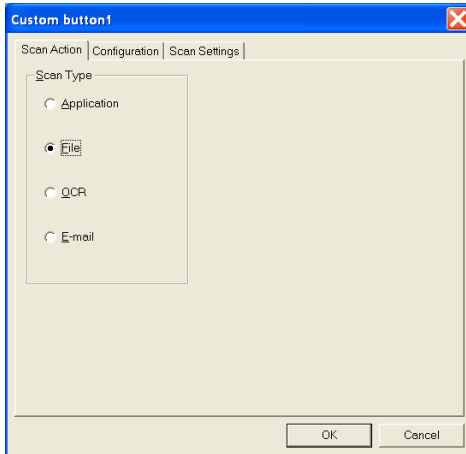 Custom button1
Scan Action Configuration Scan Settings
Scan Type
Application
File
OCR
E-mail
OK Cancel